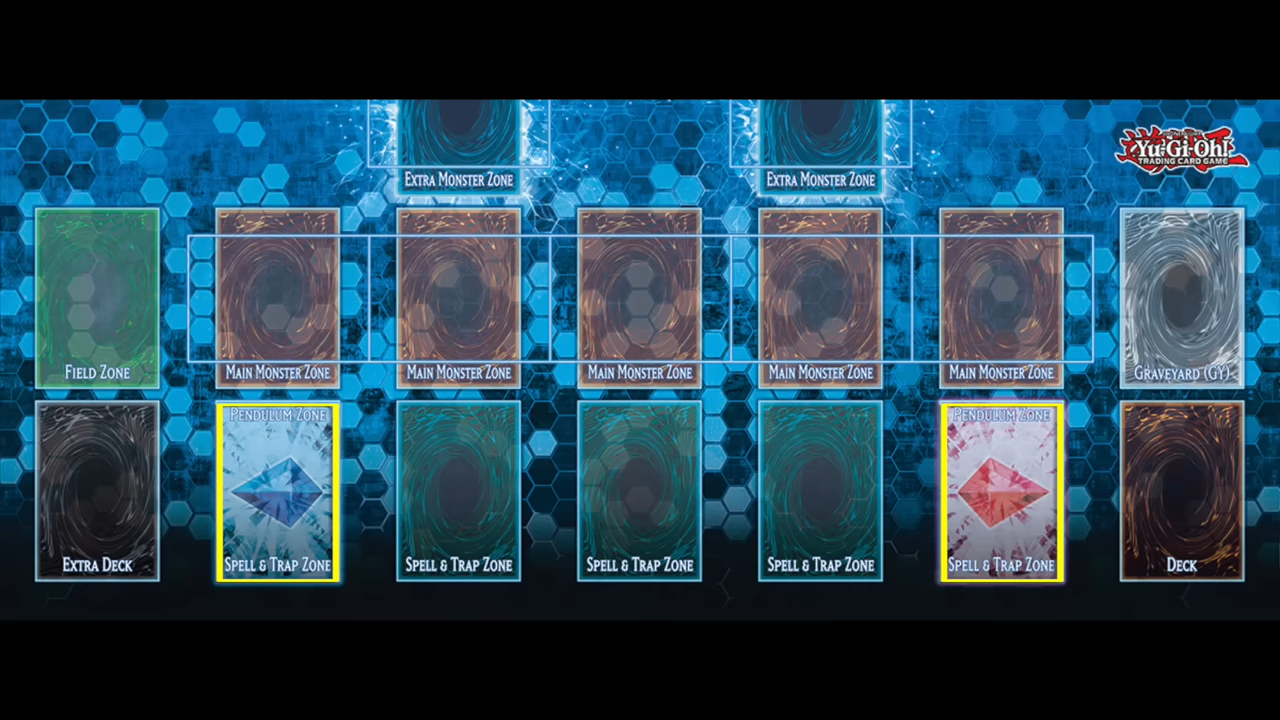 EXTRA MONSTER ZONE
EXTRA MONSTER ZONE
Yu-Gi-Oh!
TRADING CARD GAME
FIELD ZONE
MAIN MONSTER ZONE
MAIN MONSTER ZONE
MAIN MONSTER ZONE
MAIN MONSTER ZONE
MAIN MONSTER ZONE
GRAVEYARD (GY)
PENDULUM ZONE
PENDULUM ZONE
EXTRA DECK
SPELL & TRAP ZONE
SPELL & TRAP ZONE
SPELL & TRAP ZONE
SPELL & TRAP ZONE
SPELL & TRAP ZONE
DECK